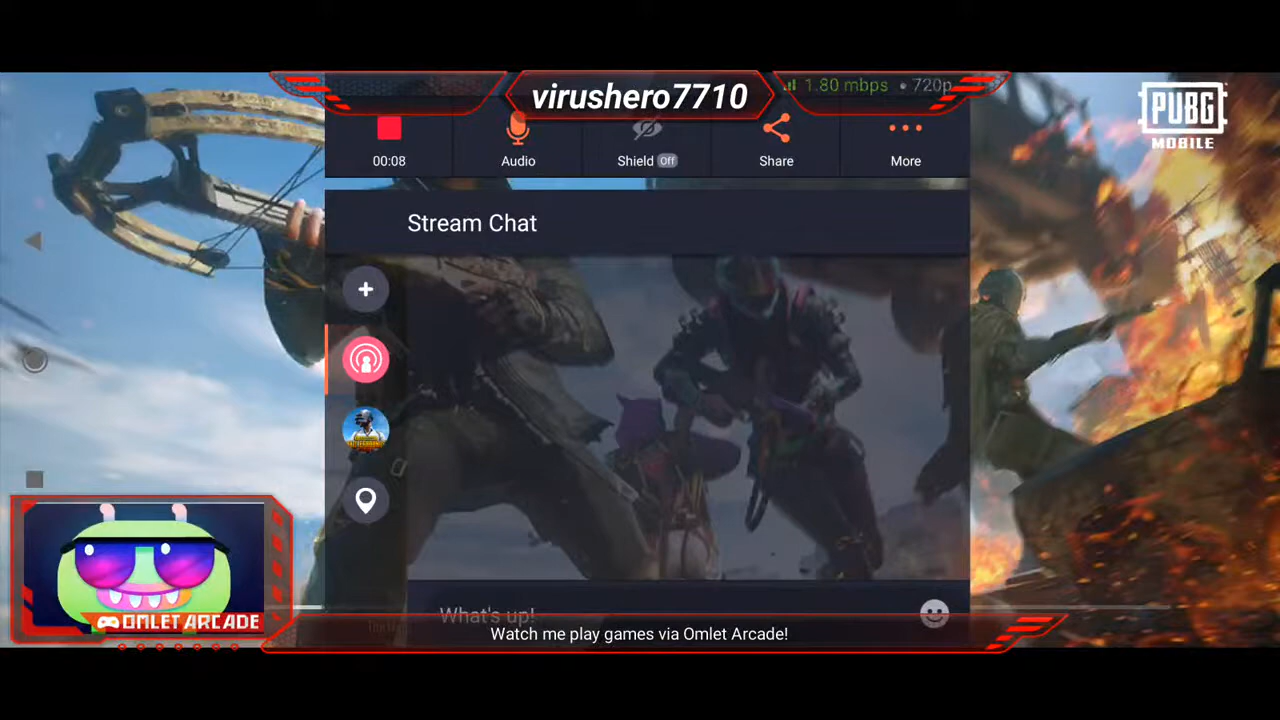 virushero7710
1.80 mbps • 720p
PUBG
MOBILE
00:08
Audio
Shield Off
Share
More
Stream Chat
What's up!
OMLET ARCADE
Watch me play games via Omlet Arcade!